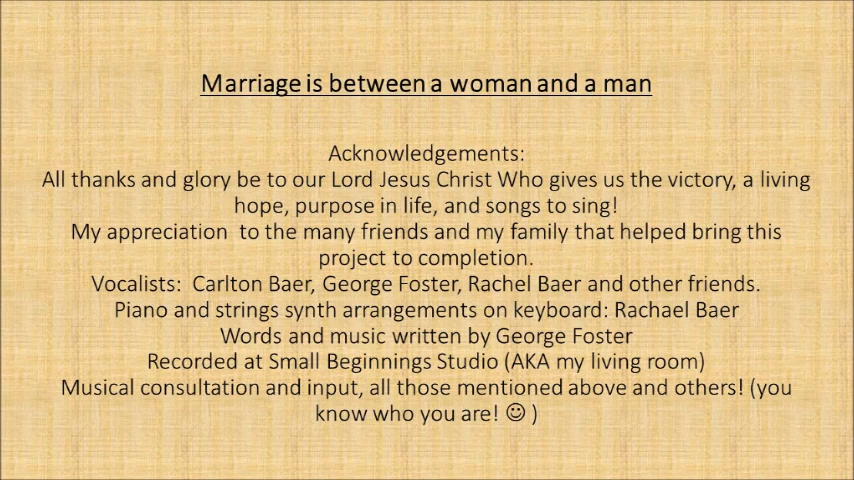 Marriage is between a woman and a man
Acknowledgements:
All thanks and glory be to our Lord Jesus Christ Who gives us the victory, a living
hope, purpose in life, and songs to sing!
My appreciation  to the many friends and my family that helped bring this
project to completion.
Vocalists:  Carlton Baer, George Foster, Rachel Baer and other friends.
Piano and strings synth arrangements on keyboard: Rachael Baer
Words and music written by George Foster
Recorded at Small Beginnings Studio (AKA my living room)
Musical consultation and input, all those mentioned above and others! (you
know who you are! ☺ )